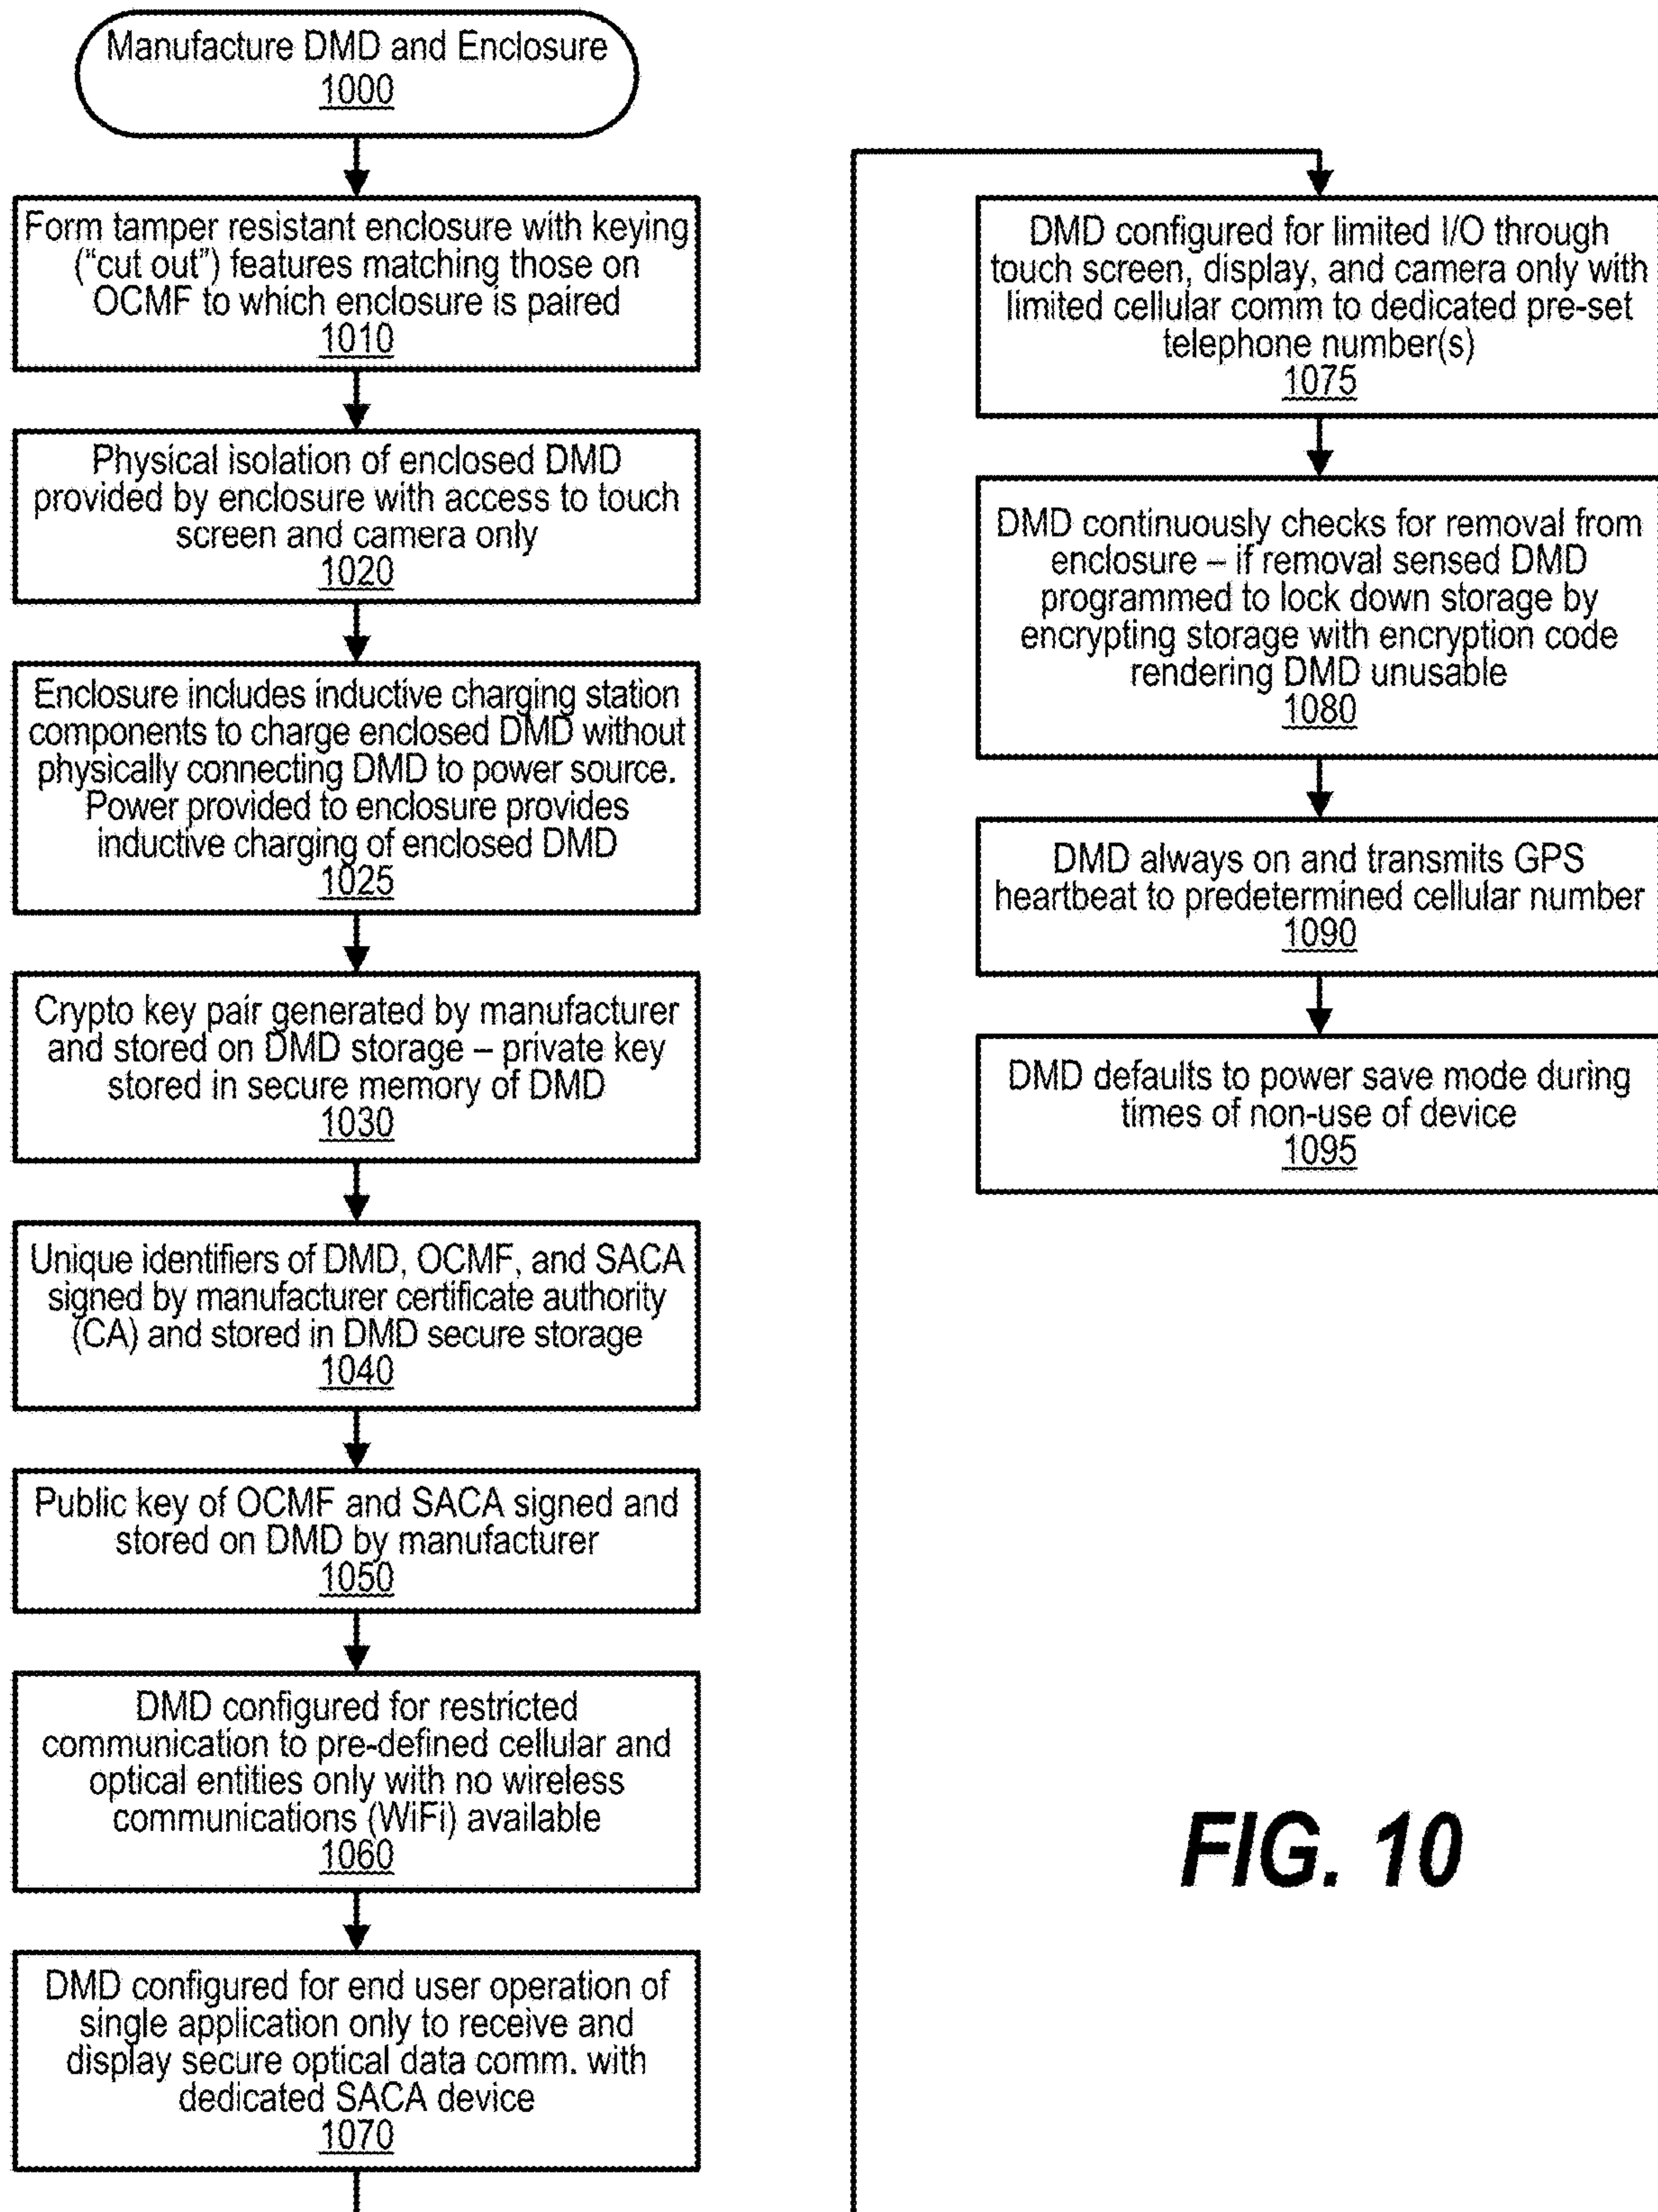 Manufacture DMD and Enclosure
1000
Form tamper resistant enclosure with keying
("cut out") features matching those on
OCMF to which enclosure is paired
1010
Physical isolation of enclosed DMD
provided by enclosure with access to touch
screen and camera only
1020
Enclosure includes inductive charging station
components to charge enclosed DMD without
physically connecting DMD to power source.
Power provided to enclosure provides
inductive charging of enclosed DMD
1025
Crypto key pair generated by manufacturer
and stored on DMD storage – private key
stored in secure memory of DMD
1030
Unique identifiers of DMD, OCMF, and SACA
signed by manufacturer certificate authority
(CA) and stored in DMD secure storage
1040
Public key of OCMF and SACA signed and
stored on DMD by manufacturer
1050
DMD configured for restricted
communication to pre-defined cellular and
optical entities only with no wireless
communications (WiFi) available
1060
DMD configured for end user operation of
single application only to receive and
display secure optical data comm. with
dedicated SACA device
1070
DMD configured for limited I/O through
touch screen, display, and camera only with
limited cellular comm to dedicated pre-set
telephone number(s)
1075
DMD continuously checks for removal from
enclosure – if removal sensed DMD
programmed to lock down storage by
encrypting storage with encryption code
rendering DMD unusable
1080
DMD always on and transmits GPS
heartbeat to predetermined cellular number
1090
DMD defaults to power save mode during
times of non-use of device
1095
FIG. 10